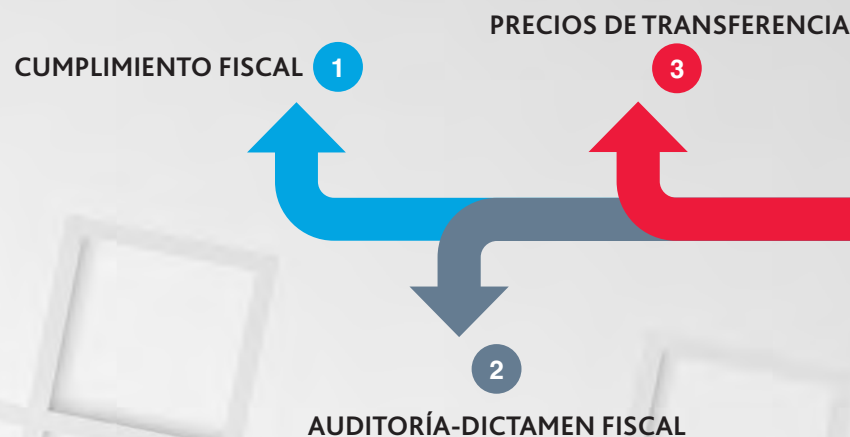 PRECIOS DE TRANSFERENCIA
CUMPLIMIENTO FISCAL 1
3
2
AUDITORÍA-DICTAMEN FISCAL